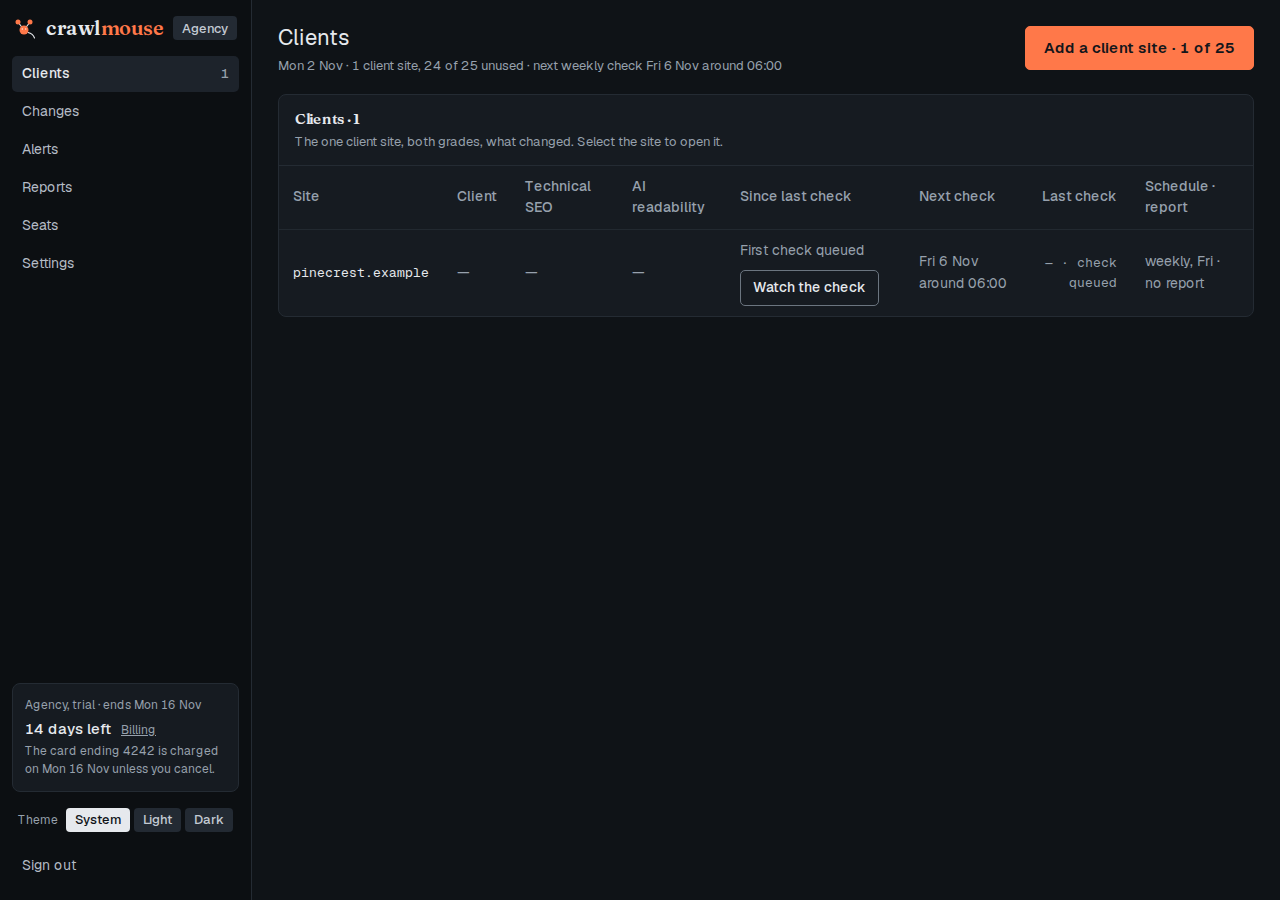 crawlmouse Agency
Clients 1
Changes
Alerts
Reports
Seats
Settings
Agency, trial · ends Mon 16 Nov
14 days left Billing
The card ending 4242 is charged
on Mon 16 Nov unless you cancel.
Theme System Light Dark
Sign out
Clients
Mon 2 Nov · 1 client site, 24 of 25 unused · next weekly check Fri 6 Nov around 06:00
Add a client site · 1 of 25
Clients · 1
The one client site, both grades, what changed. Select the site to open it.
Site
Client
Technical
SEO
AI
readability
Since last check
Next check
Last check
Schedule ·
report
pinecrest.example
—
—
—
First check queued
Watch the check
Fri 6 Nov
around 06:00
— · check
queued
weekly, Fri ·
no report